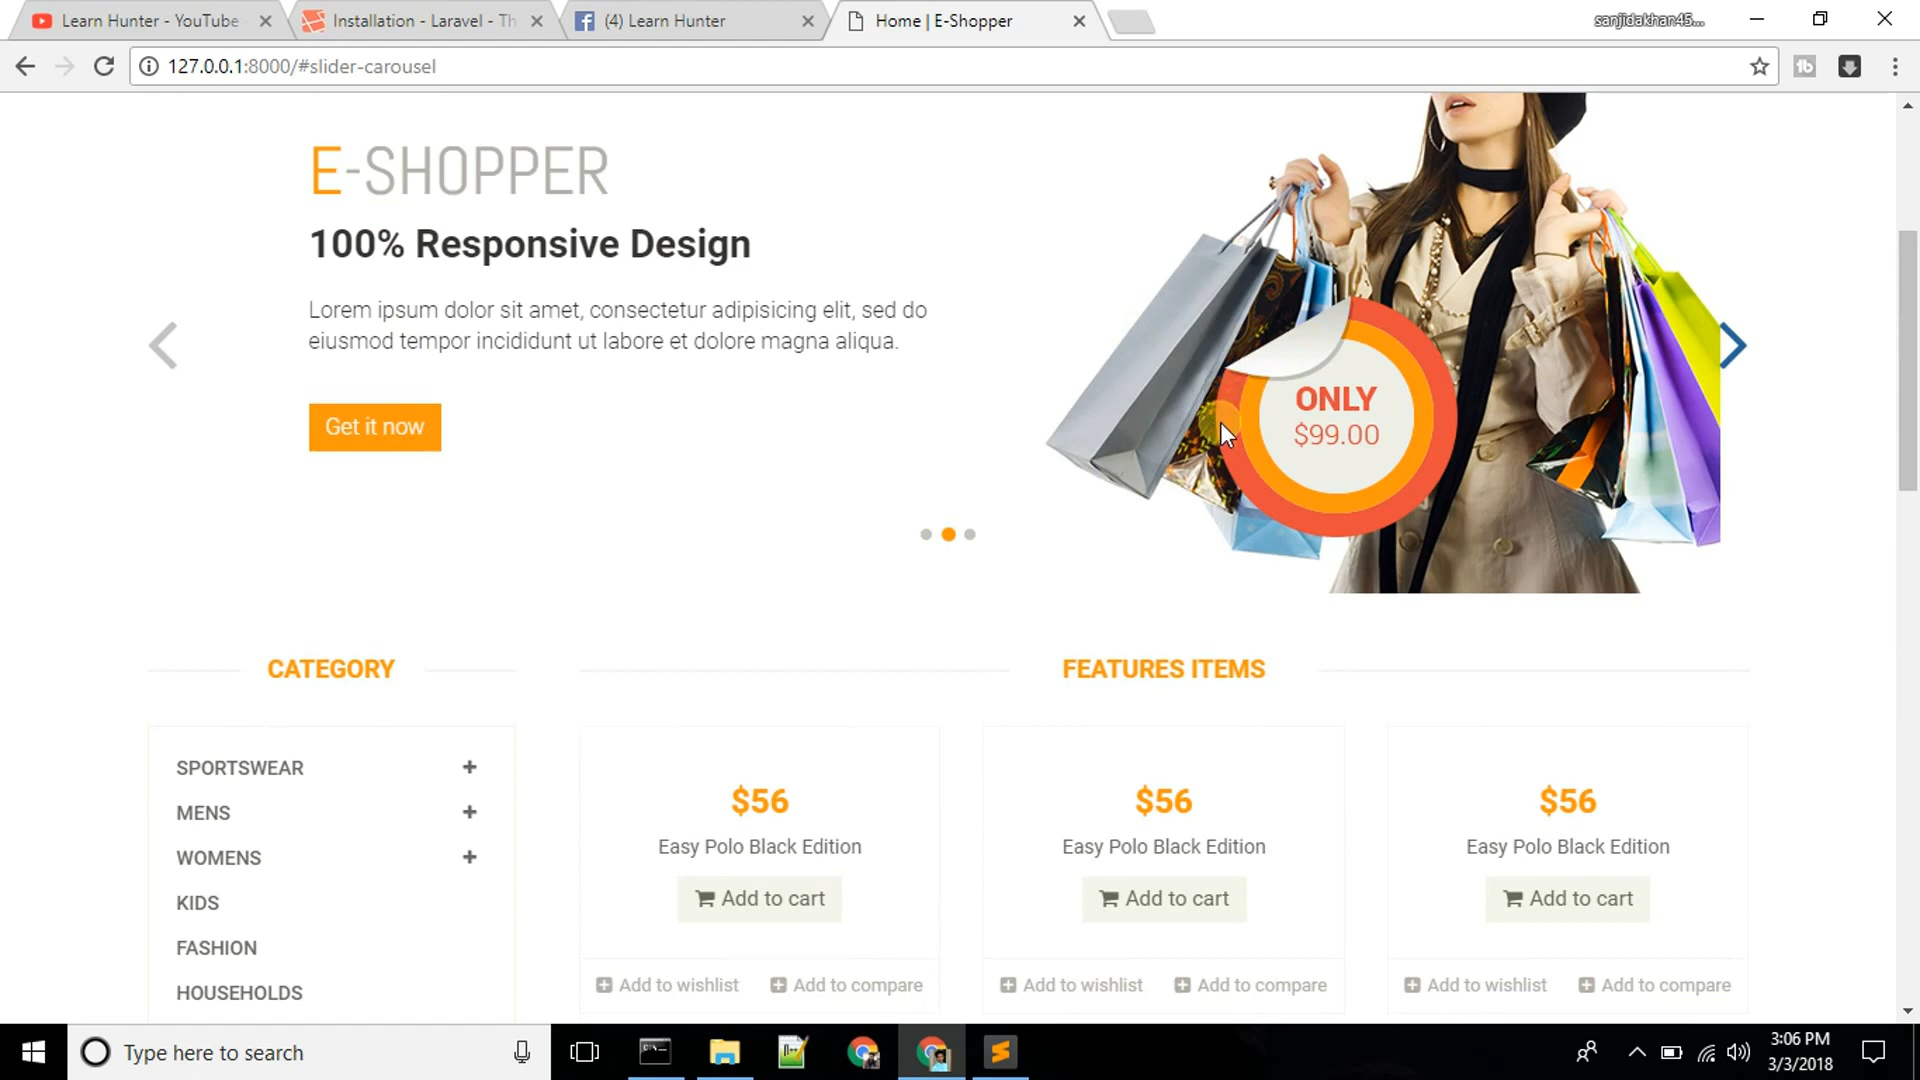 Learn Hunter - YouTube
Installation - Laravel - Th
(4) Learn Hunter
Home | E-Shopper
sanjidakhan45...
127.0.0.1:8000/#slider-carousel
E-SHOPPER
100% Responsive Design
Lorem ipsum dolor sit amet, consectetur adipisicing elit, sed do
eiusmod tempor incididunt ut labore et dolore magna aliqua.
Get it now
ONLY
$99.00
CATEGORY
FEATURES ITEMS
SPORTSWEAR
MENS
WOMENS
KIDS
FASHION
HOUSEHOLDS
$56
Easy Polo Black Edition
Add to cart
Add to wishlist
Add to compare
$56
Easy Polo Black Edition
Add to cart
Add to wishlist
Add to compare
$56
Easy Polo Black Edition
Add to cart
Add to wishlist
Add to compare
Type here to search
3:06 PM
3/3/2018